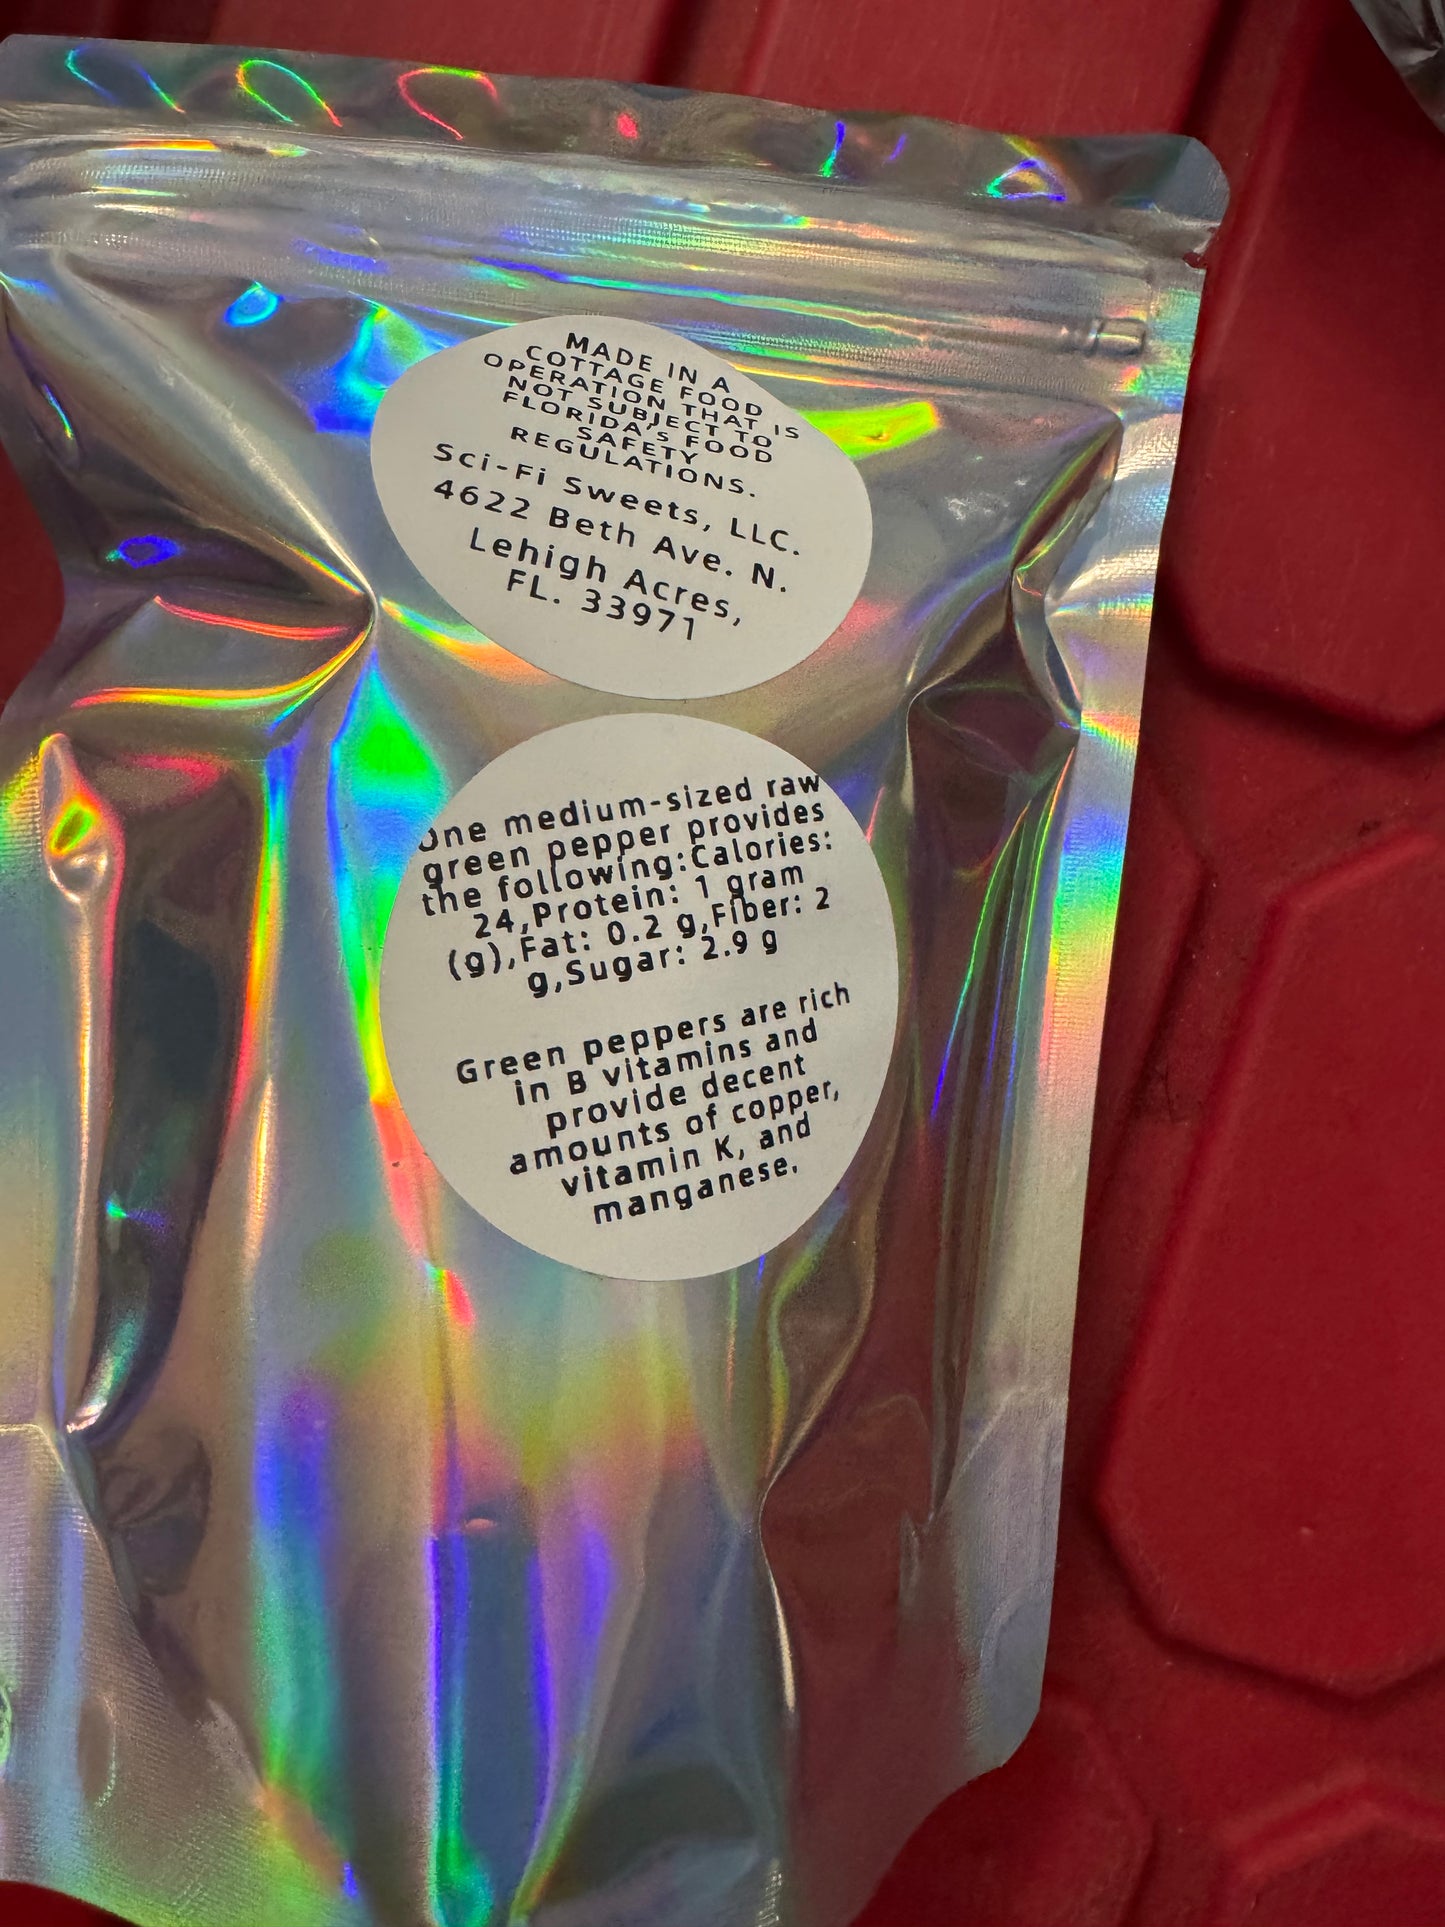 MADE IN A
COTTAGE FOOD
OPERATION THAT IS
NOT SUBJECT TO
FLORIDA'S FOOD
SAFETY
REGULATIONS.
Sci-Fi Sweets, LLC.
4622 Beth Ave. N.
Lehigh Acres,
FL. 33971
One medium-sized raw
green pepper provides
the following:Calories:
24,Protein: 1 gram
(g),Fat: 0.2 g,Fiber: 2
g,Sugar: 2.9 g
Green peppers are rich
in B vitamins and
provide decent
amounts of copper,
vitamin K, and
manganese.